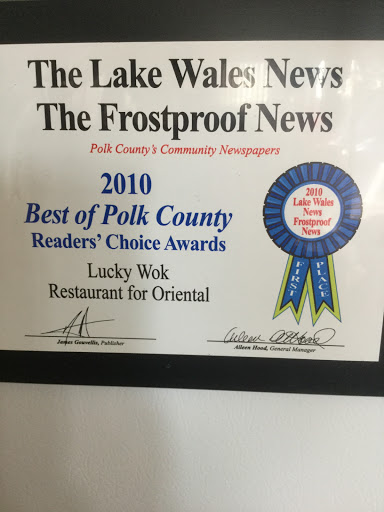 The Lake Wales News
The Frostproof News
Polk County's Community Newspapers
2010
Best of Polk County
Readers' Choice Awards
Lucky Wok
Restaurant for Oriental
2010
Lake Wales
News
Frostproof
News
FIRST
PLACE
James Gouvellis, Publisher
Aileen Hood, General Manager